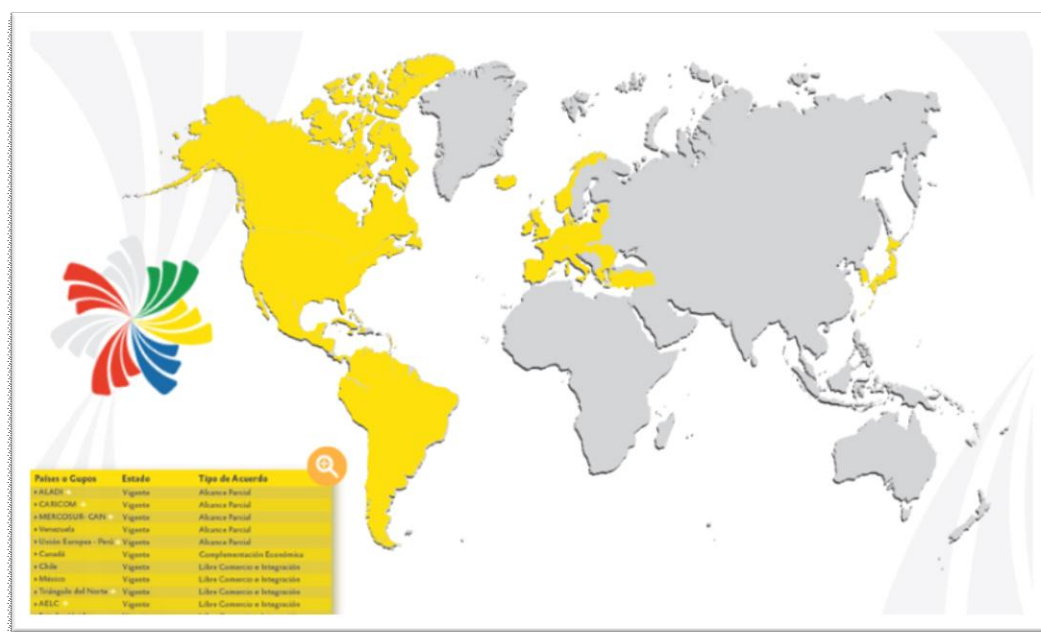 Países o Gupos Estado Tipo de Acuerdo
ALADI Vigente Alcance Parcial
CARICOM Vigente Alcance Parcial
MERCOSUR- CAN Vigente Alcance Parcial
Venezuela Vigente Alcance Parcial
Unión Europea - Perú Vigente Alcance Parcial
Canadá Vigente Complementación Económica
Chile Vigente Libre Comercio e Integración
México Vigente Libre Comercio e Integración
Triángulo del Norte Vigente Libre Comercio e Integración
AELC Vigente Libre Comercio e Integración